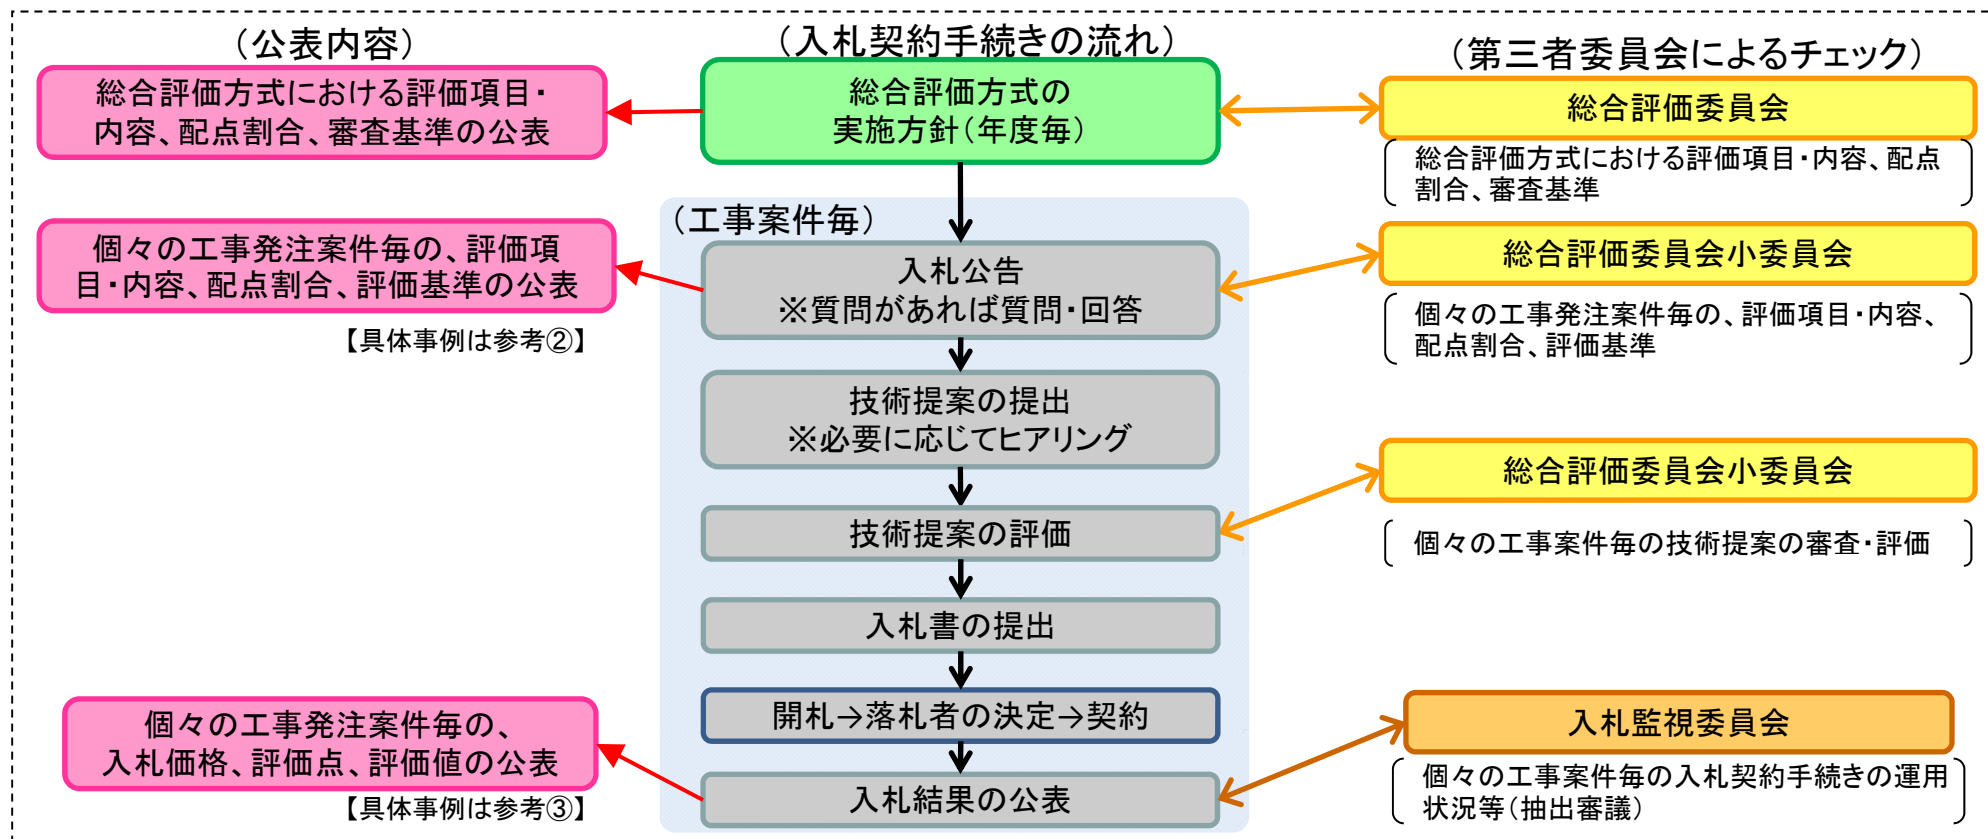 （公表内容）
総合評価方式における評価項目・
内容、配点割合、審査基準の公表
個々の工事発注案件毎の、評価項
目・内容、配点割合、評価基準の公表
【具体事例は参考②】
個々の工事発注案件毎の、
入札価格、評価点、評価値の公表
【具体事例は参考③】
（入札契約手続きの流れ）
総合評価方式の
実施方針（年度毎）
（工事案件毎）
入札公告
※質問があれば質問・回答
技術提案の提出
※必要に応じてヒアリング
技術提案の評価
入札書の提出
開札→落札者の決定→契約
入札結果の公表
（第三者委員会によるチェック）
総合評価委員会
総合評価方式における評価項目・内容、配点
割合、審査基準
総合評価委員会小委員会
個々の工事発注案件毎の、評価項目・内容、
配点割合、評価基準
総合評価委員会小委員会
個々の工事案件毎の技術提案の審査・評価
入札監視委員会
個々の工事案件毎の入札契約手続きの運用
状況等（抽出審議）